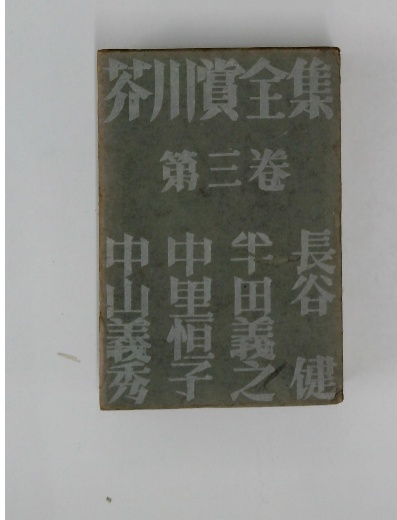 芥川賞全集
第三巻
長谷 健
半田義之
中里恒子
中山義秀